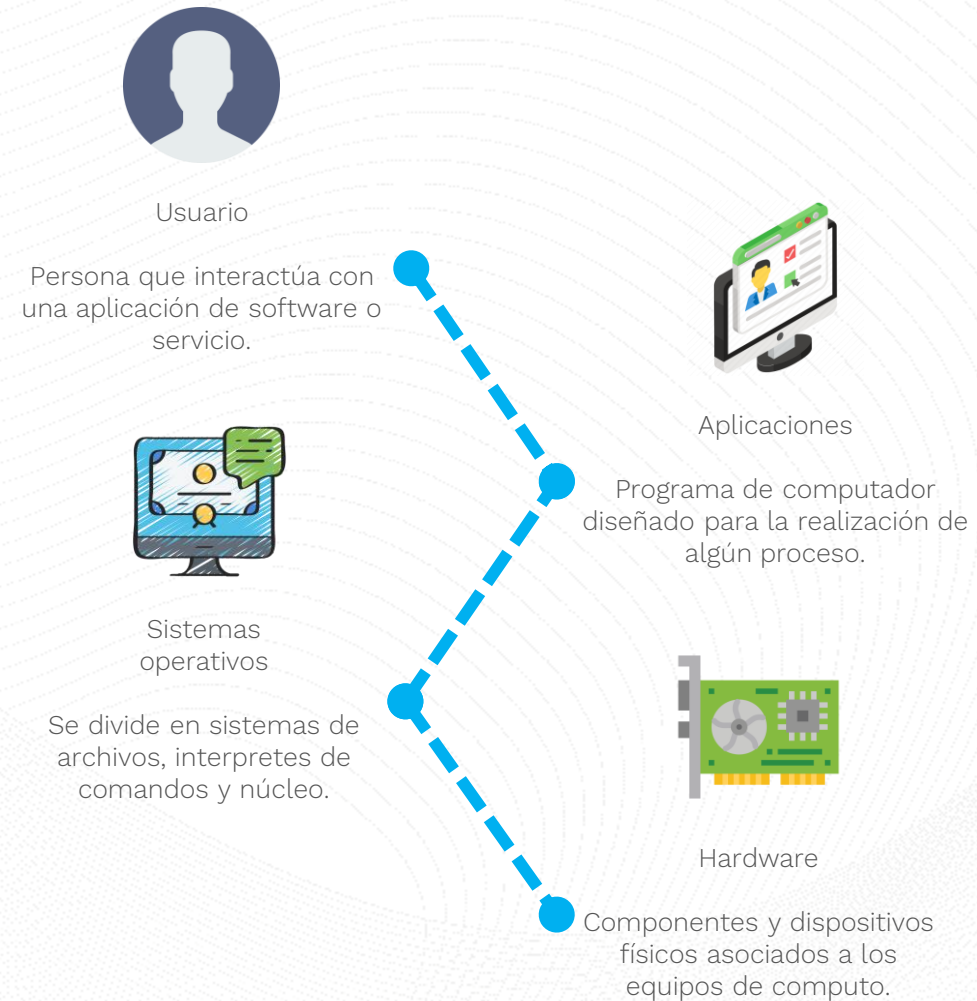 Usuario
Persona que interactúa con
una aplicación de software o
servicio.
Aplicaciones
Programa de computador
diseñado para la realización de
algún proceso.
Sistemas
operativos
Se divide en sistemas de
archivos, interpretes de
comandos y núcleo.
Hardware
Componentes y dispositivos
físicos asociados a los
equipos de computo.